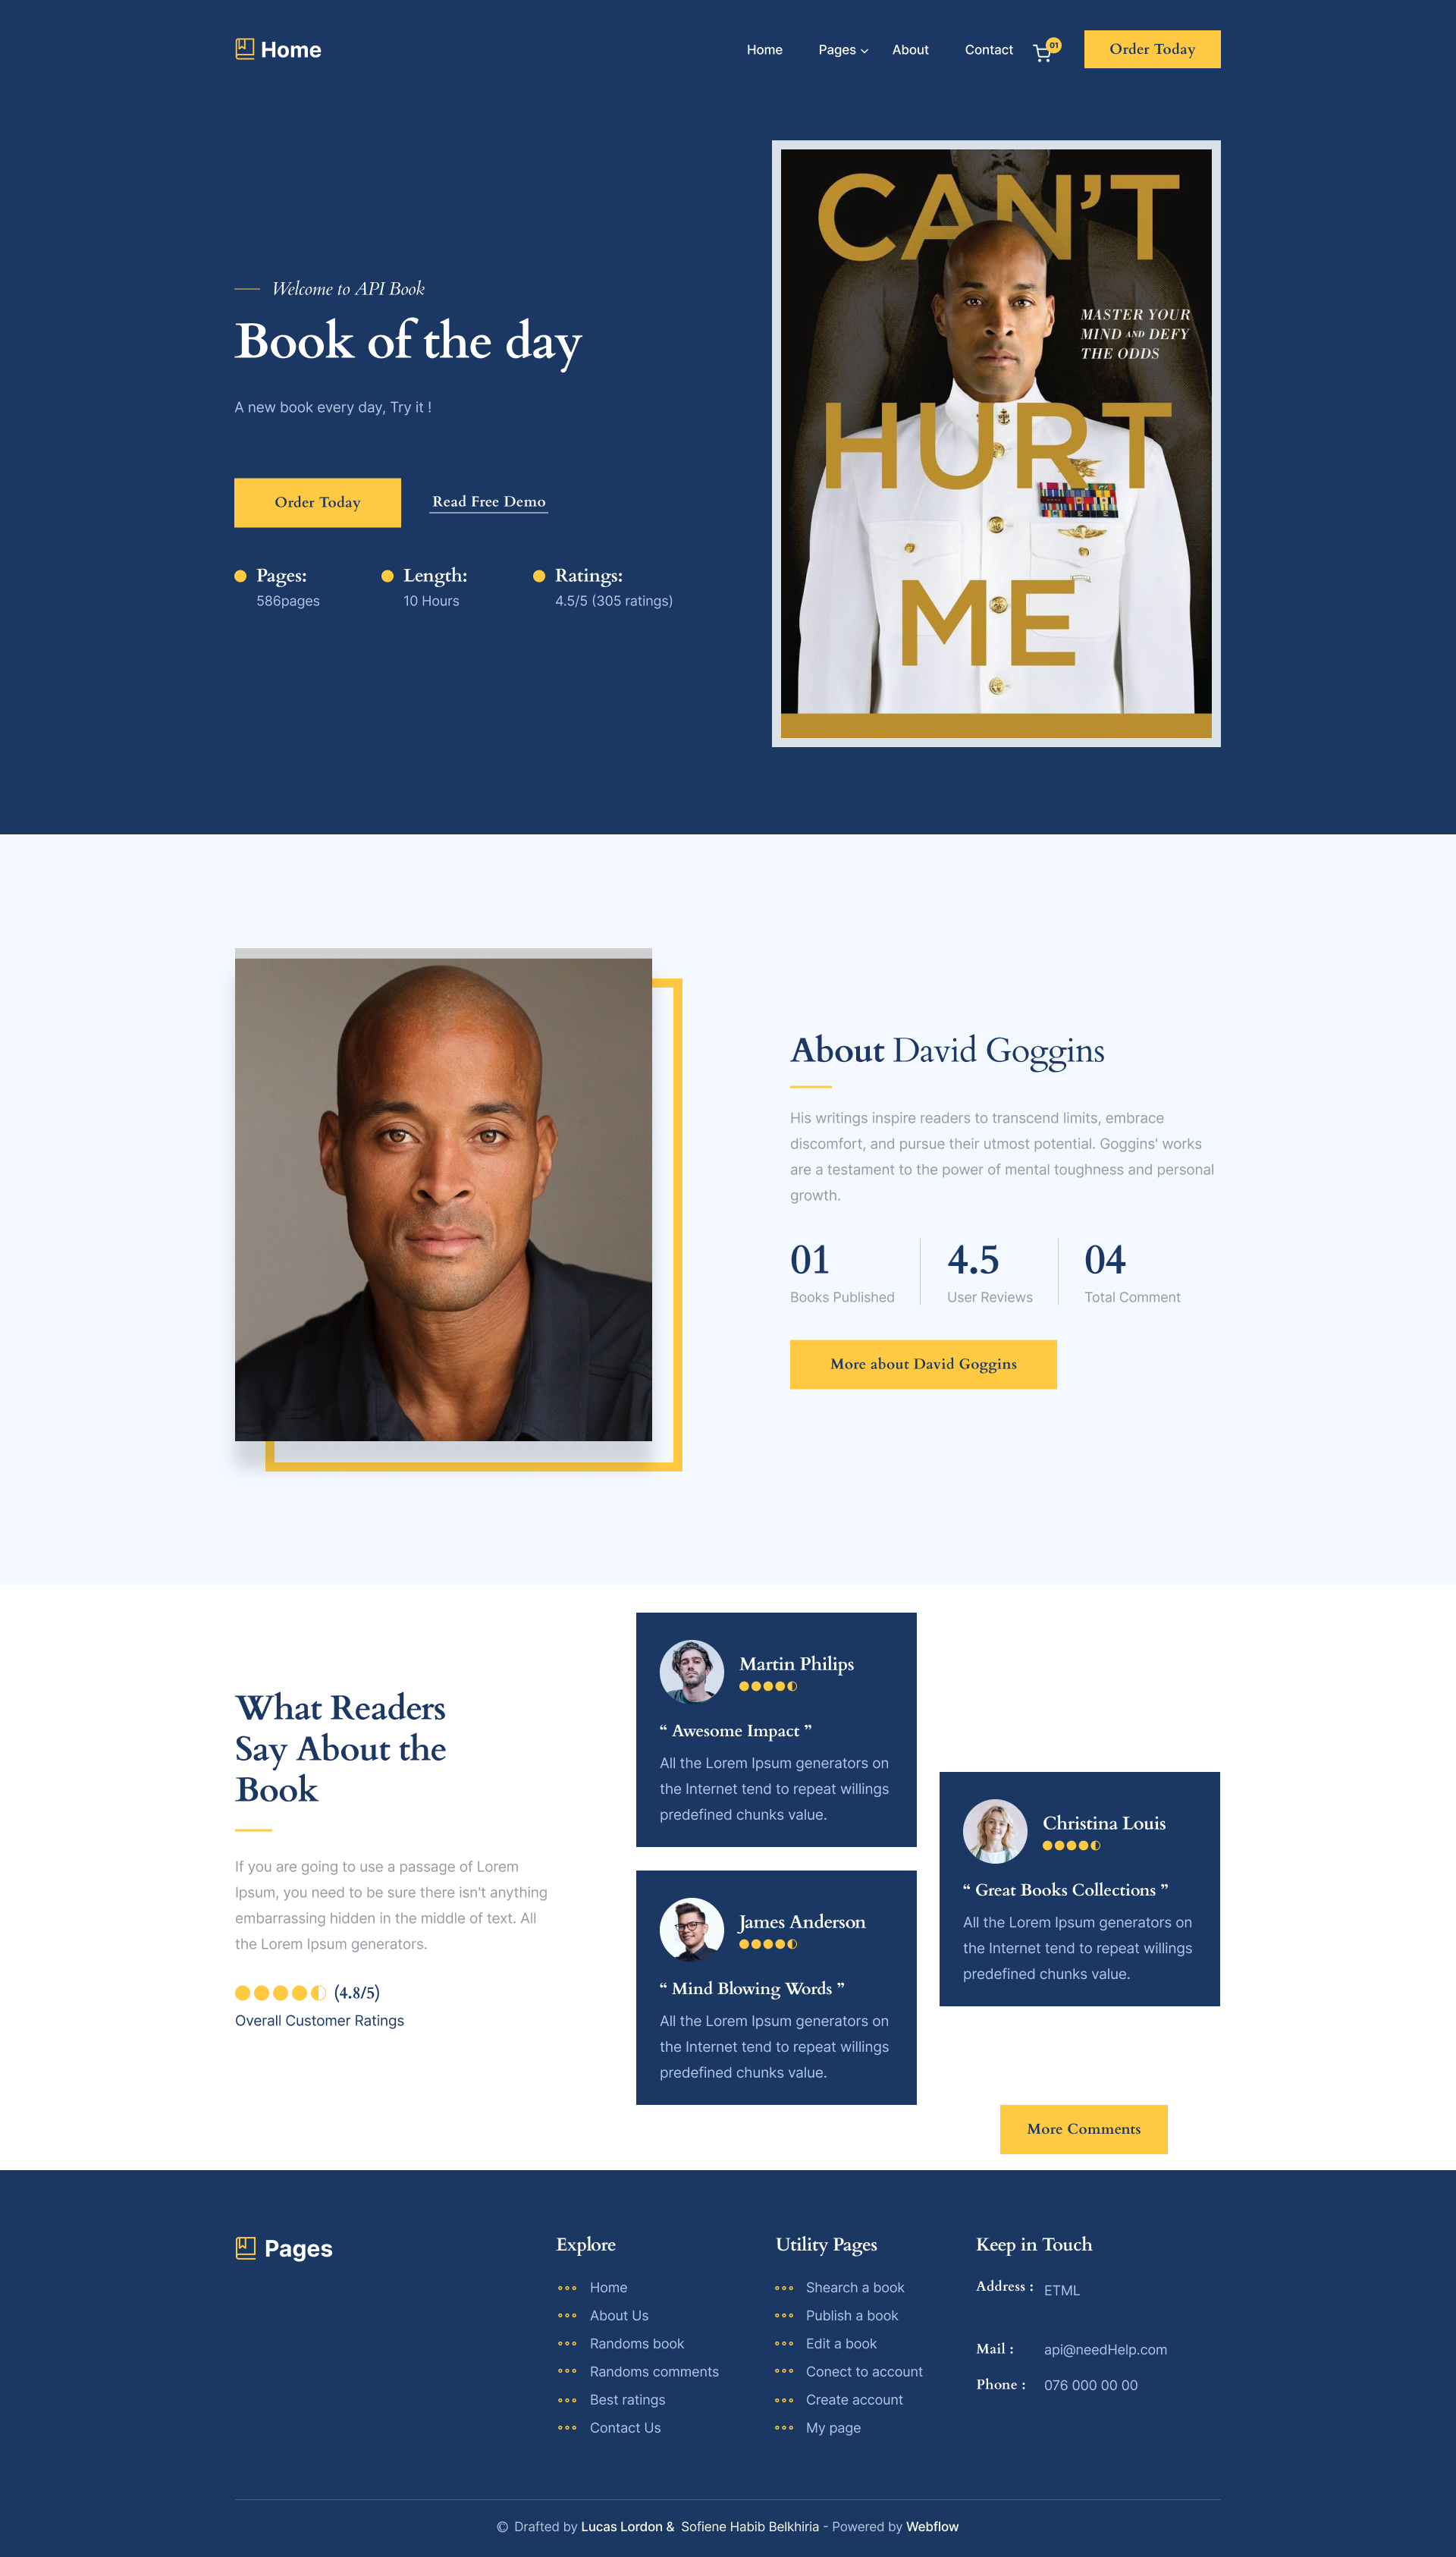 Home
Home
Pages
About
Contact
01
Order Today
Welcome to API Book
Book of the day
A new book every day, Try it !
Order Today
Read Free Demo
Pages:
586pages
Length:
10 Hours
Ratings:
4.5/5 (305 ratings)
CAN'T
MASTER YOUR
MIND AND DEFY
THE ODDS
HURT
ME
About David Goggins
His writings inspire readers to transcend limits, embrace
discomfort, and pursue their utmost potential. Goggins' works
are a testament to the power of mental toughness and personal
growth.
01
Books Published
4.5
User Reviews
04
Total Comment
More about David Goggins
What Readers
Say About the
Book
If you are going to use a passage of Lorem
Ipsum, you need to be sure there isn't anything
embarrassing hidden in the middle of text. All
the Lorem Ipsum generators.
(4.8/5)
Overall Customer Ratings
Martin Philips
“ Awesome Impact ”
All the Lorem Ipsum generators on
the Internet tend to repeat willings
predefined chunks value.
James Anderson
“ Mind Blowing Words ”
All the Lorem Ipsum generators on
the Internet tend to repeat willings
predefined chunks value.
Christina Louis
“ Great Books Collections ”
All the Lorem Ipsum generators on
the Internet tend to repeat willings
predefined chunks value.
More Comments
Pages
Explore
Home
About Us
Randoms book
Randoms comments
Best ratings
Contact Us
Utility Pages
Shearch a book
Publish a book
Edit a book
Conect to account
Create account
My page
Keep in Touch
Address : ETML
Mail : api@needHelp.com
Phone : 076 000 00 00
© Drafted by Lucas Lordon & Sofiene Habib Belkhiria - Powered by Webflow